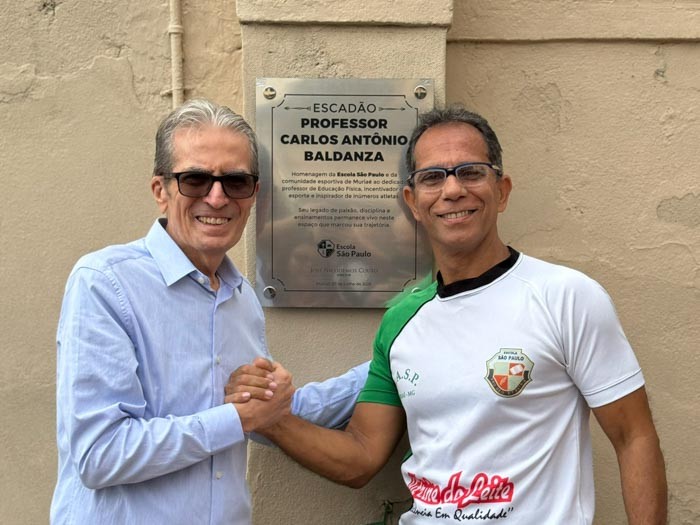 ESCADÃO
PROFESSOR
CARLOS ANTÔNIO
BALDANZA
Homenagem da Escola São Paulo e da
comunidade esportiva de Muriaé ao dedicado
professor de Educação Física, incentivador
esporte e inspirador de inúmeros atletas.
Seu legado de paixão, disciplina e
ensinamentos permanece vivo neste
espaço que marcou sua trajetória.
Escola
São Paulo
ESCOLA
SÃO PAULO
A.S.P.
do Leite
Em Qualidade"